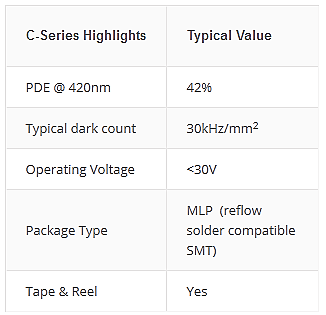 C-Series Highlights Typical Value
PDE @ 420nm 42%
Typical dark count 30kHz/mm²
Operating Voltage <30V
Package Type MLP (reflow
solder compatible
SMT)
Tape & Reel Yes